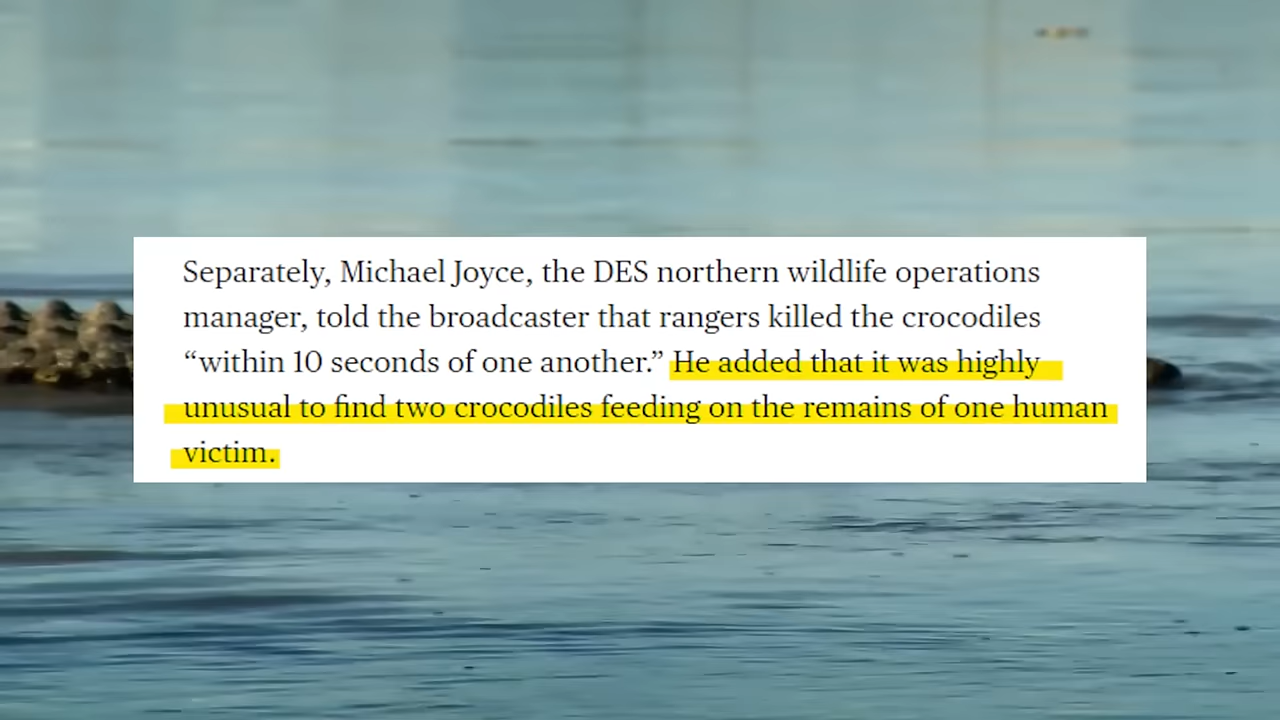 Separately, Michael Joyce, the DES northern wildlife operations
manager, told the broadcaster that rangers killed the crocodiles
“within 10 seconds of one another.” He added that it was highly
unusual to find two crocodiles feeding on the remains of one human
victim.